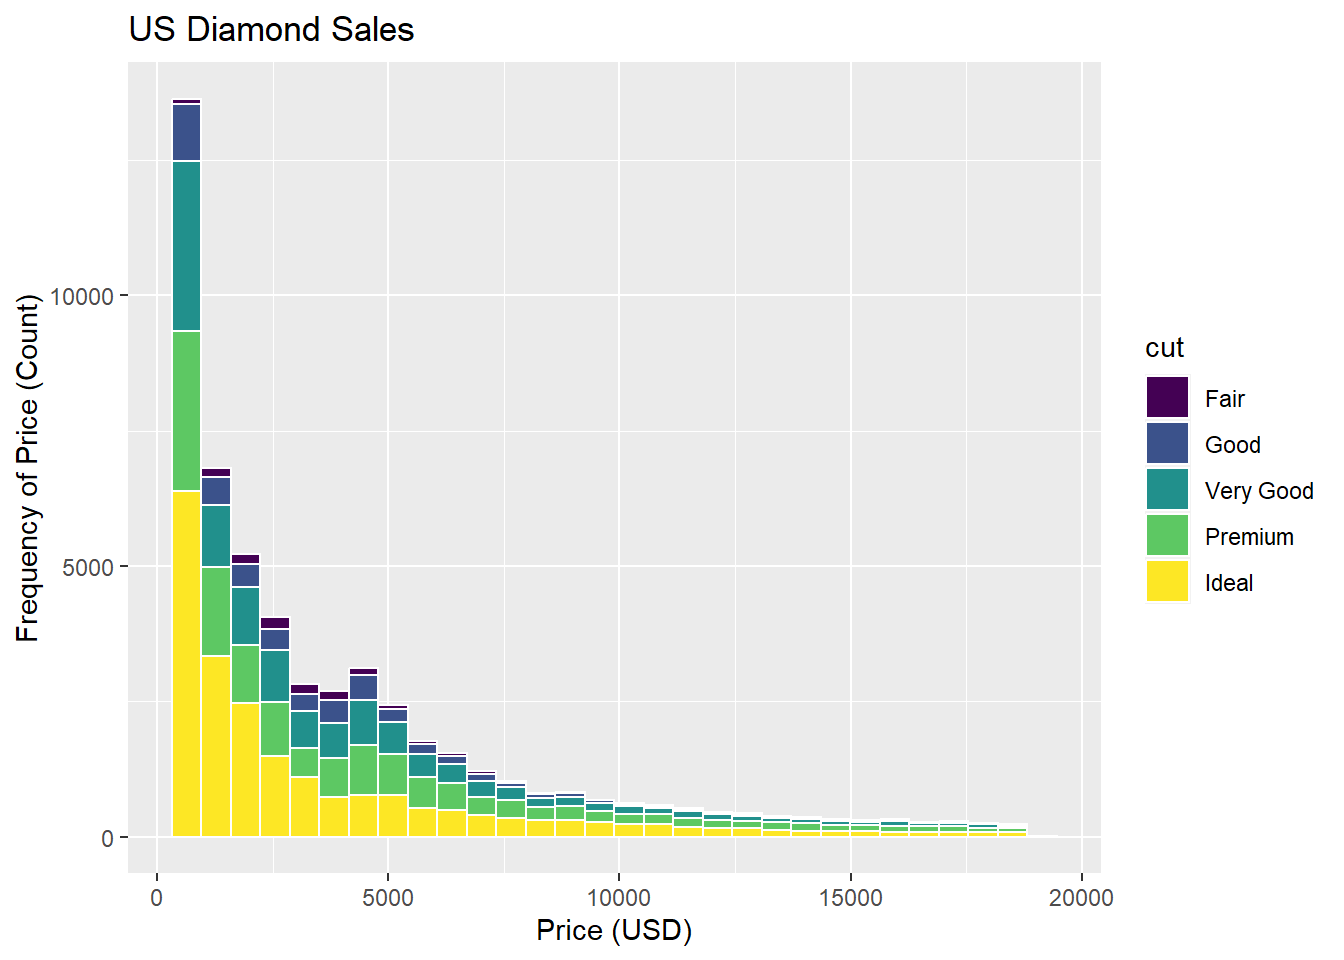 US Diamond Sales
Frequency of Price (Count)
10000
5000
0
0
5000
10000
15000
20000
Price (USD)
cut
Fair
Good
Very Good
Premium
Ideal